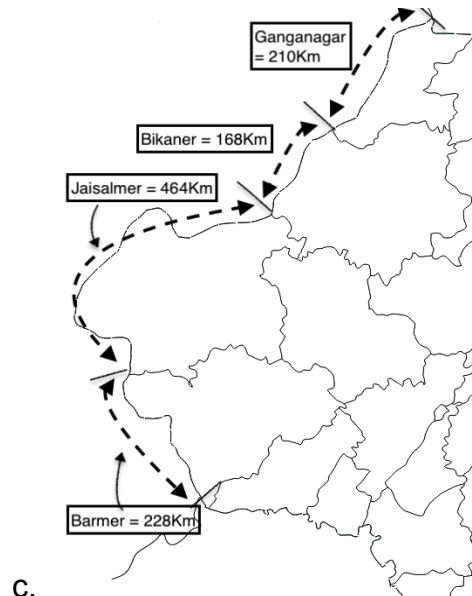 Ganganagar
= 210Km
Bikaner = 168Km
Jaisalmer = 464Km
Barmer = 228Km
c.